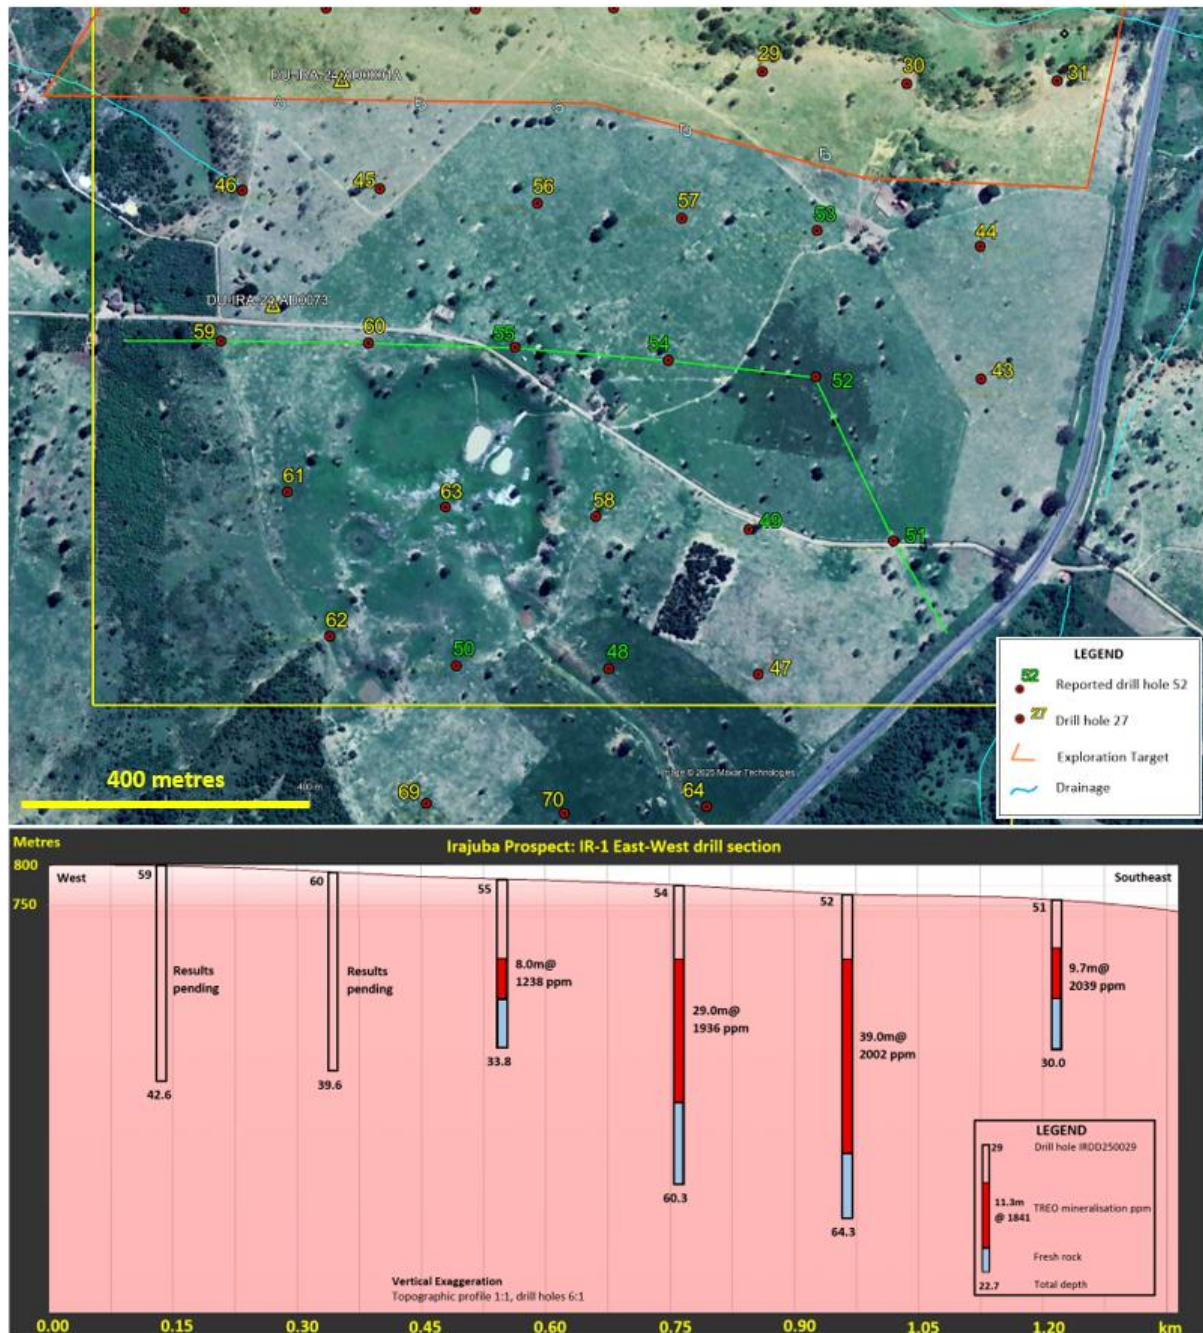 29
30
31
DU-IRA-24-AD0001A
46
45
56
57
53
44
DU-IRA-24-AD0073
59
60
55
54
52
43
61
63
58
49
51
62
50
48
47
LEGEND
52 Reported drill hole 52
27 Drill hole 27
Exploration Target
Drainage
Image © 2025 Maxar Technologies
400 metres
400 m
69
70
64
Metres
Irajuba Prospect: IR-1 East-West drill section
800
750
West
Southeast
59
60
55
54
52
51
Results
pending
Results
pending
8.0m@
1238 ppm
29.0m@
1936 ppm
39.0m@
2002 ppm
9.7m@
2039 ppm
42.6
39.6
33.8
60.3
64.3
30.0
LEGEND
29 Drill hole IRDD250029
11.3m
@ 1841
TREO mineralisation ppm
Fresh rock
22.7 Total depth
Vertical Exaggeration
Topographic profile 1:1, drill holes 6:1
0.00 0.15 0.30 0.45 0.60 0.75 0.90 1.05 1.20 km